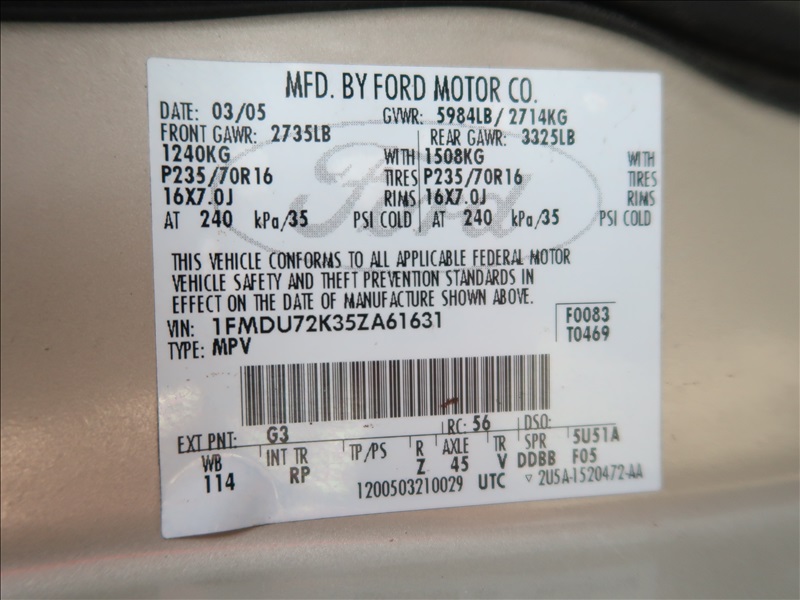 MFD. BY FORD MOTOR CO.
DATE: 03/05 GVWR: 5984LB/2714KG
FRONT GAWR: 2735LB REAR GAWR: 3325LB
1240KG WITH 1508KG WITH
P235/70R16 TIRES P235/70R16 TIRES
16X7.0J RIMS 16X7.0J RIMS
AT 240 kPa/35 PSI COLD AT 240 kPa/35 PSI COLD
Ford
THIS VEHICLE CONFORMS TO ALL APPLICABLE FEDERAL MOTOR
VEHICLE SAFETY AND THEFT PREVENTION STANDARDS IN
EFFECT ON THE DATE OF MANUFACTURE SHOWN ABOVE.
VIN: 1FMDU72K35ZA61631 F0083
TYPE: MPV T0469
EXT PNT: G3 RC: 56 DSO:
WB INT TR TP/PS R AXLE TR SPR 5U51A
114 RP Z 45 V DDBB F05
1200503210029 UTC ▽ 2U5A-1520472-AA